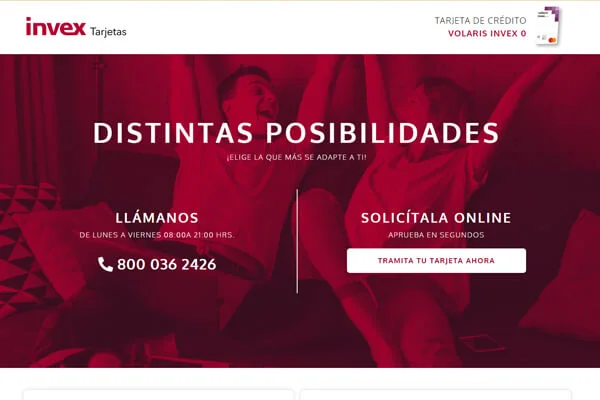 invex Tarjetas
TARJETA DE CRÉDITO
VOLARIS INVEX 0
DISTINTAS POSIBILIDADES
¡ELIGE LA QUE MÁS SE ADAPTE A TI!
LLÁMANOS
DE LUNES A VIERNES 08:00A 21:00 HRS.
800 036 2426
SOLICÍTALA ONLINE
APRUEBA EN SEGUNDOS
TRAMITA TU TARJETA AHORA